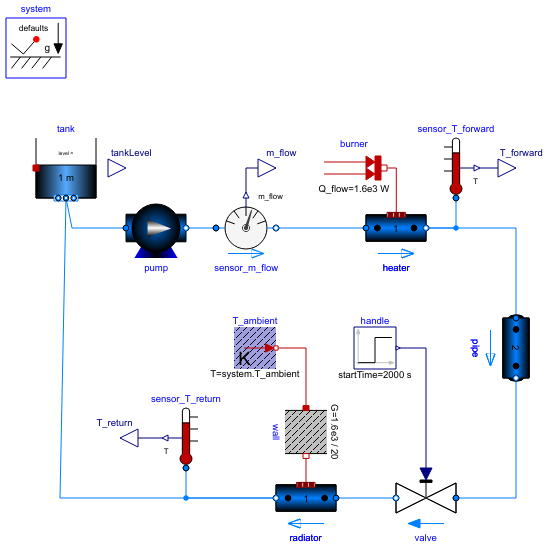 system
defaults
g
tank
level =
1 m
tankLevel
m_flow
m_flow
burner
Q_flow=1.6e3 W
sensor_T_forward
T_forward
T
pump
sensor_m_flow
1
heater
pipe
2
T_ambient
K
T=system.T_ambient
handle
startTime=2000 s
sensor_T_return
T_return
T
wall
G=1.6e3 / 20
1
radiator
valve